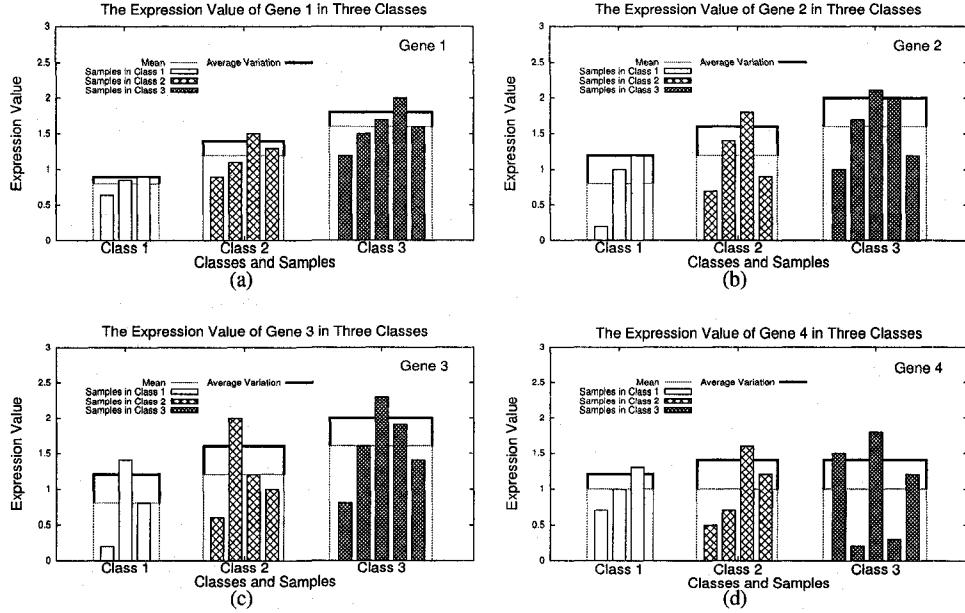 The Expression Value of Gene 1 in Three Classes
Gene 1
Mean
Average Variation
Samples in Class 1
Samples in Class 2
Samples in Class 3
Expression Value
3
2.5
2
1.5
1
0.5
0
Class 1
Class 2
Class 3
Classes and Samples
(a)
The Expression Value of Gene 2 in Three Classes
Gene 2
Mean
Average Variation
Samples in Class 1
Samples in Class 2
Samples in Class 3
Expression Value
3
2.5
2
1.5
1
0.5
0
Class 1
Class 2
Class 3
Classes and Samples
(b)
The Expression Value of Gene 3 in Three Classes
Gene 3
Mean
Average Variation
Samples in Class 1
Samples in Class 2
Samples in Class 3
Expression Value
3
2.5
2
1.5
1
0.5
0
Class 1
Class 2
Class 3
Classes and Samples
(c)
The Expression Value of Gene 4 in Three Classes
Gene 4
Mean
Average Variation
Samples in Class 1
Samples in Class 2
Samples in Class 3
Expression Value
3
2.5
2
1.5
1
0.5
0
Class 1
Class 2
Class 3
Classes and Samples
(d)